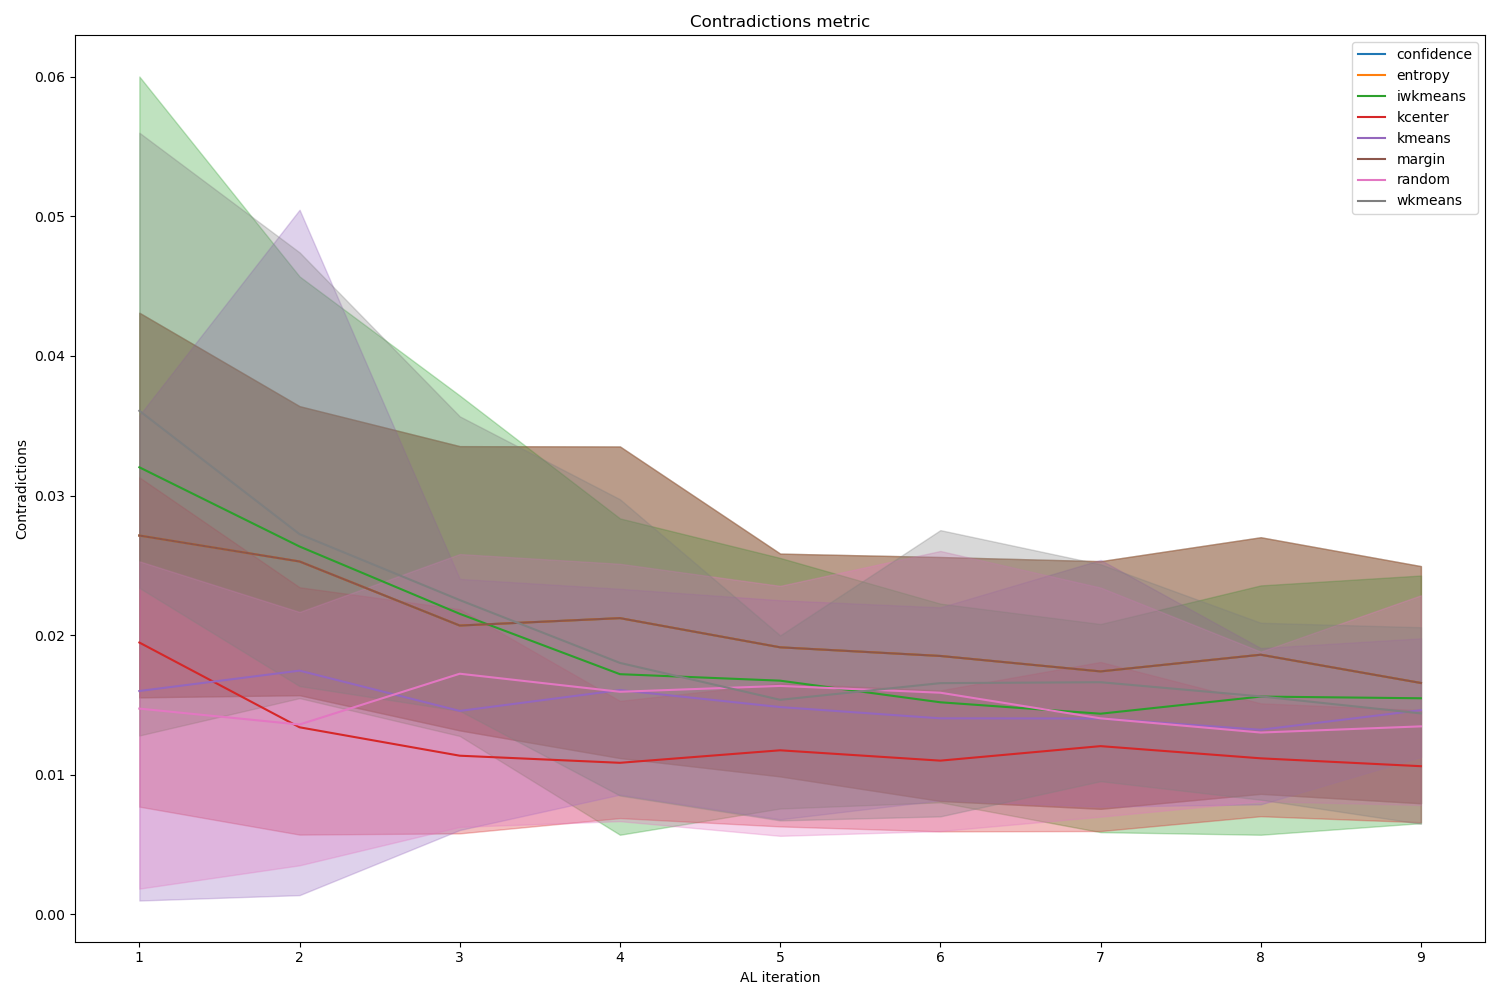 Contradictions metric
confidence
entropy
iwkmeans
kcenter
kmeans
margin
random
wkmeans
0.06
0.05
0.04
0.03
0.02
0.01
0.00
Contradictions
1 2 3 4 5 6 7 8 9
AL iteration